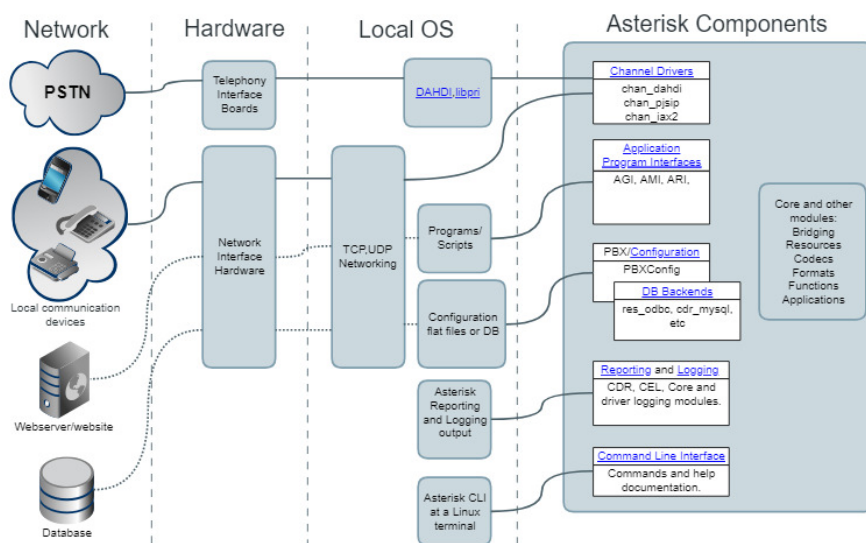 Network
Hardware
Local OS
Asterisk Components
PSTN
Telephony
Interface
Boards
DAHDI,libpri
Channel Drivers
chan_dahdi
chan_pjsip
chan_iax2
Application
Program Interfaces
AGI, AMI, ARI,
Local communication
devices
Network
Interface
Hardware
TCP,UDP
Networking
Programs/
Scripts
PBX/Configuration
PBXConfig
DB Backends
res_odbc, cdr_mysql,
etc
Core and other
modules:
Bridging
Resources
Codecs
Formats
Functions
Applications
Configuration
flat files or DB
Webserver/website
Asterisk
Reporting
and Logging
output
Reporting and Logging
CDR, CEL, Core and
driver logging modules.
Database
Asterisk CLI
at a Linux
terminal
Command Line Interface
Commands and help
documentation.